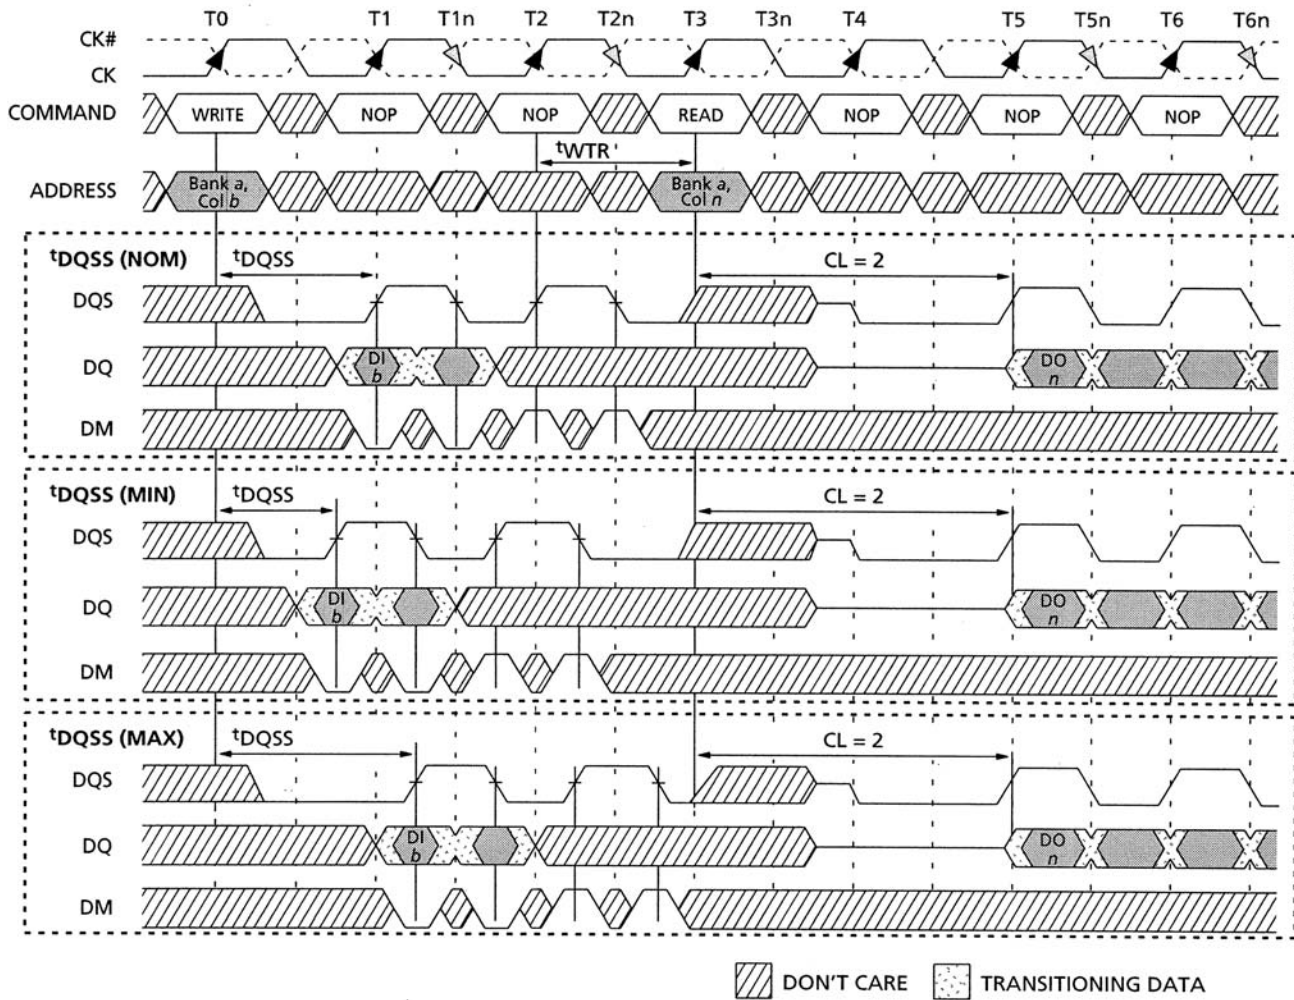 T0 T1 T1n T2 T2n T3 T3n T4 T5 T5n T6 T6n
CK#
CK
COMMAND WRITE NOP NOP READ NOP NOP NOP
tWTR
ADDRESS Bank a, Col b Bank a, Col n
tDQSS (NOM) tDQSS CL = 2
DQS
DQ DI b DO n
DM
tDQSS (MIN) tDQSS CL = 2
DQS
DQ DI b DO n
DM
tDQSS (MAX) tDQSS CL = 2
DQS
DQ DI b DO n
DM
DON'T CARE TRANSITIONING DATA